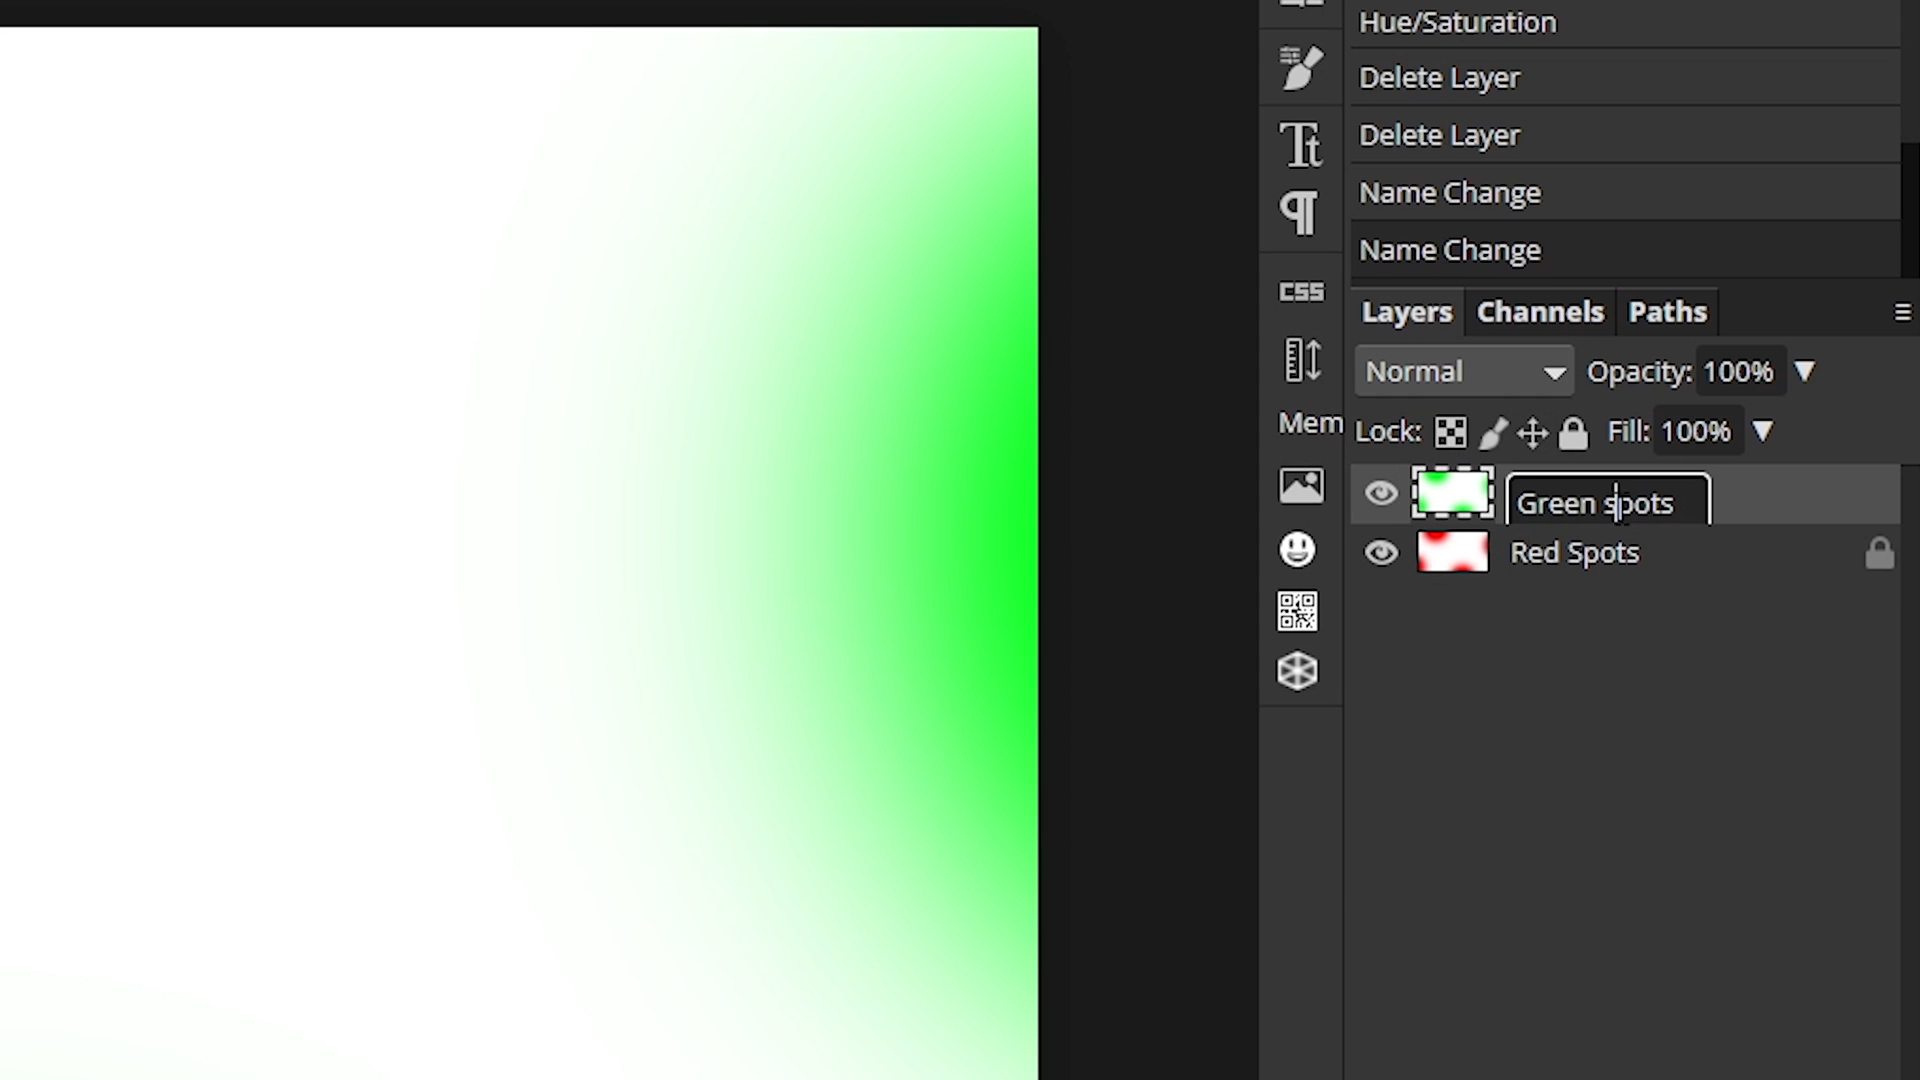 Hue/Saturation
Delete Layer
Delete Layer
Name Change
Name Change
Tt
¶
CSS
Layers Channels Paths
Normal Opacity: 100%
Mem
Lock: Fill: 100%
Green spots
Red Spots